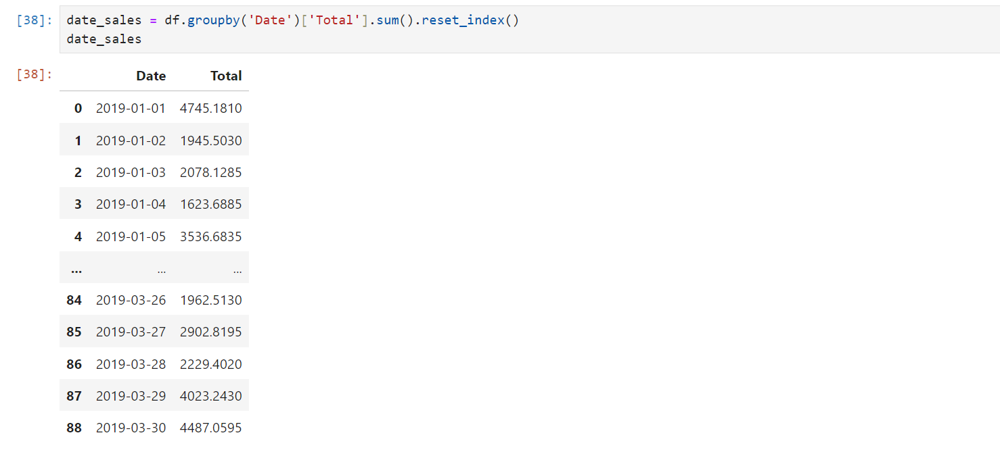 [38]: date_sales = df.groupby('Date')['Total'].sum().reset_index()
date_sales
[38]: Date Total
0 2019-01-01 4745.1810
1 2019-01-02 1945.5030
2 2019-01-03 2078.1285
3 2019-01-04 1623.6885
4 2019-01-05 3536.6835
... ... ...
84 2019-03-26 1962.5130
85 2019-03-27 2902.8195
86 2019-03-28 2229.4020
87 2019-03-29 4023.2430
88 2019-03-30 4487.0595